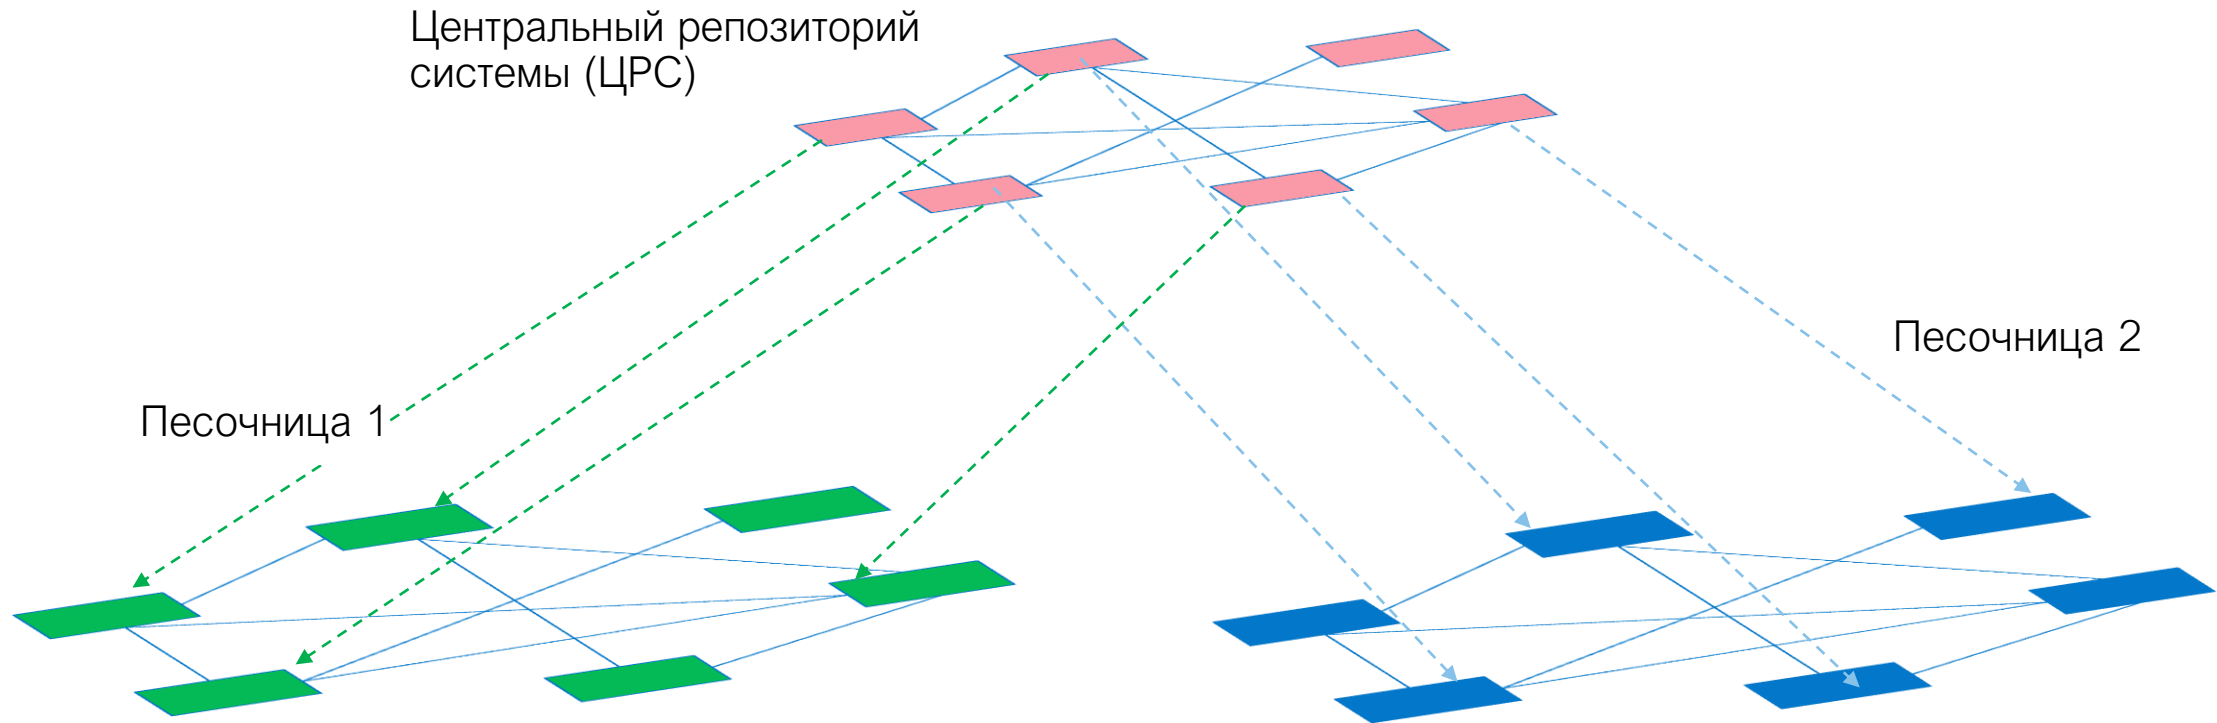 Центральный репозиторий
системы (ЦРС)
Песочница 2
Песочница 1